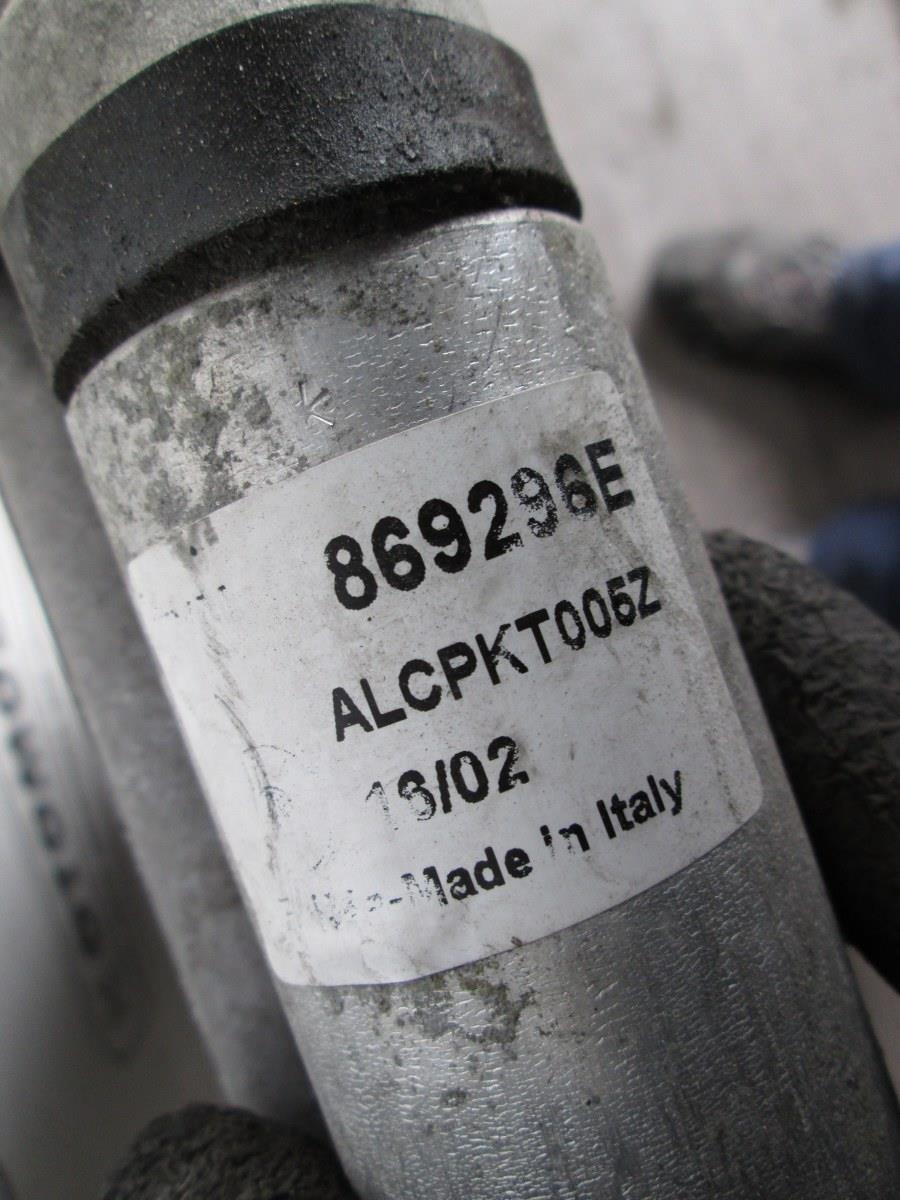 869296E
ALCPKT005Z
16/02
Made in Italy